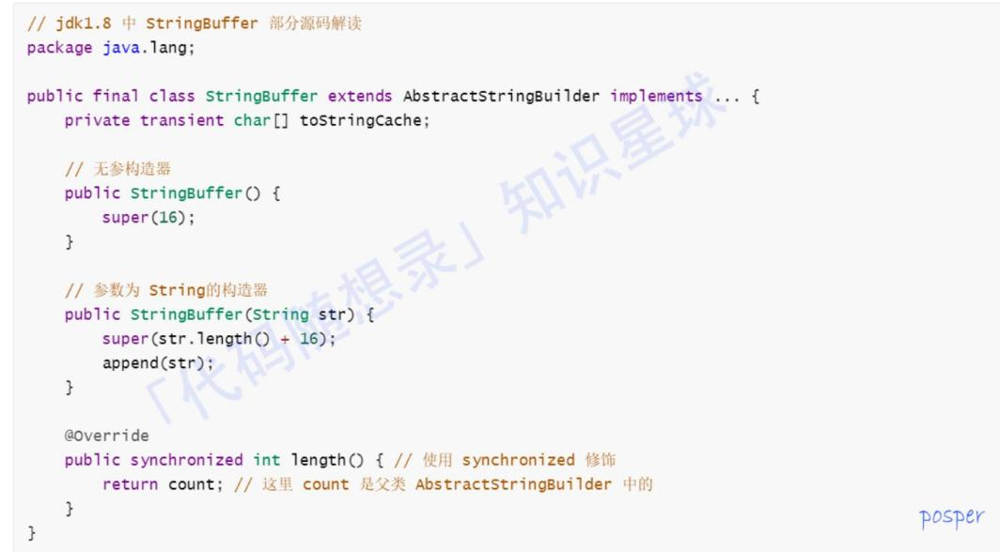 // jdk1.8 中 StringBuffer 部分源码解读
package java.lang;
public final class StringBuffer extends AbstractStringBuilder implements ... {
    private transient char[] toStringCache;
    // 无参构造器
    public StringBuffer() {
        super(16);
    }
    // 参数为 String的构造器
    public StringBuffer(String str) {
        super(str.length() + 16);
        append(str);
    }
    @Override
    public synchronized int length() { // 使用 synchronized 修饰
        return count; // 这里 count 是父类 AbstractStringBuilder 中的
    }
}
「代码随想录」知识星球
posper